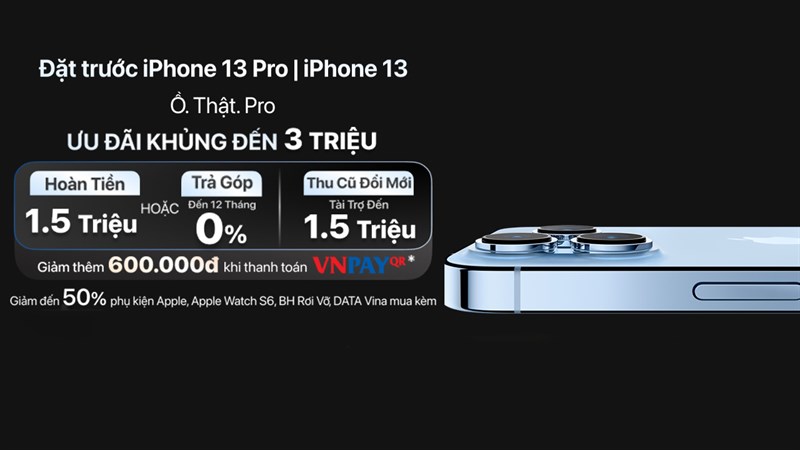 Đặt trước iPhone 13 Pro | iPhone 13
Ồ. Thật. Pro
ƯU ĐÃI KHỦNG ĐẾN 3 TRIỆU
Hoàn Tiền
1.5 Triệu
HOẶC
Trả Góp
Đến 12 Tháng
0%
Thu Cũ Đổi Mới
Tài Trợ Đến
1.5 Triệu
Giảm thêm 600.000đ khi thanh toán VNPAYQR*
Giảm đến 50% phụ kiện Apple, Apple Watch S6, BH Rơi Vỡ, DATA Vina mua kèm